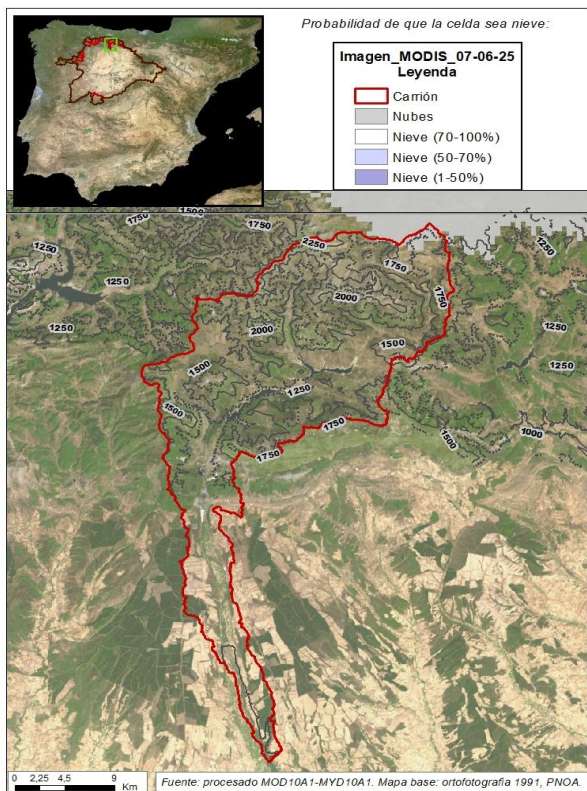 Probabilidad de que la celda sea nieve:
Imagen_MODIS_07-06-25
Leyenda
Carrión
Nubes
Nieve (70-100%)
Nieve (50-70%)
Nieve (1-50%)
1500
1750
1750
1250
2250
1250
1750
1250
2000
1750
2000
1250
1500
1250
1500
1250
1250
1500
1750
1000
1500
1750
0 2,25 4,5 9
Km
Fuente: procesado MOD10A1-MYD10A1. Mapa base: ortofotografia 1991, PNOA.